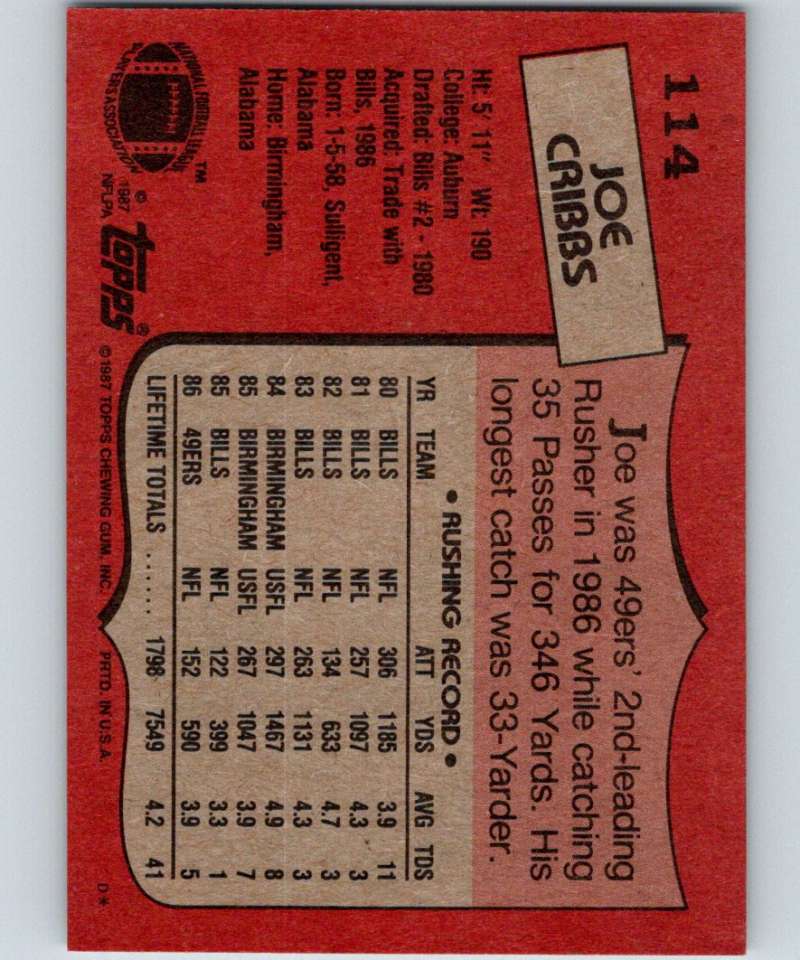 114
JOE
CRIBBS
Ht: 5' 11" Wt: 190
College: Auburn
Drafted: Bills #2 - 1980
Acquired: Trade with
Bills, 1986
Born: 1-5-58, Sulligent,
Alabama
Home: Birmingham,
Alabama
NATIONAL FOOTBALL LEAGUE
PLAYERS ASSOCIATION
TM
© 1987
NFLPA
topps®
Joe was 49ers' 2nd-leading
Rusher in 1986 while catching
35 Passes for 346 Yards. His
longest catch was 33-Yarder.
• RUSHING RECORD •
YR TEAM ATT YDS AVG TDS
80 BILLS NFL 306 1185 3.9 11
81 BILLS NFL 257 1097 4.3 3
82 BILLS NFL 134 633 4.7 3
83 BILLS NFL 263 1131 4.3 3
84 BIRMINGHAM USFL 297 1467 4.9 8
85 BIRMINGHAM USFL 267 1047 3.9 7
85 BILLS NFL 122 399 3.3 1
86 49ERS NFL 152 590 3.9 5
LIFETIME TOTALS ...... 1798 7549 4.2 41
©1987 TOPPS CHEWING GUM, INC. PRTD. IN U.S.A. D*